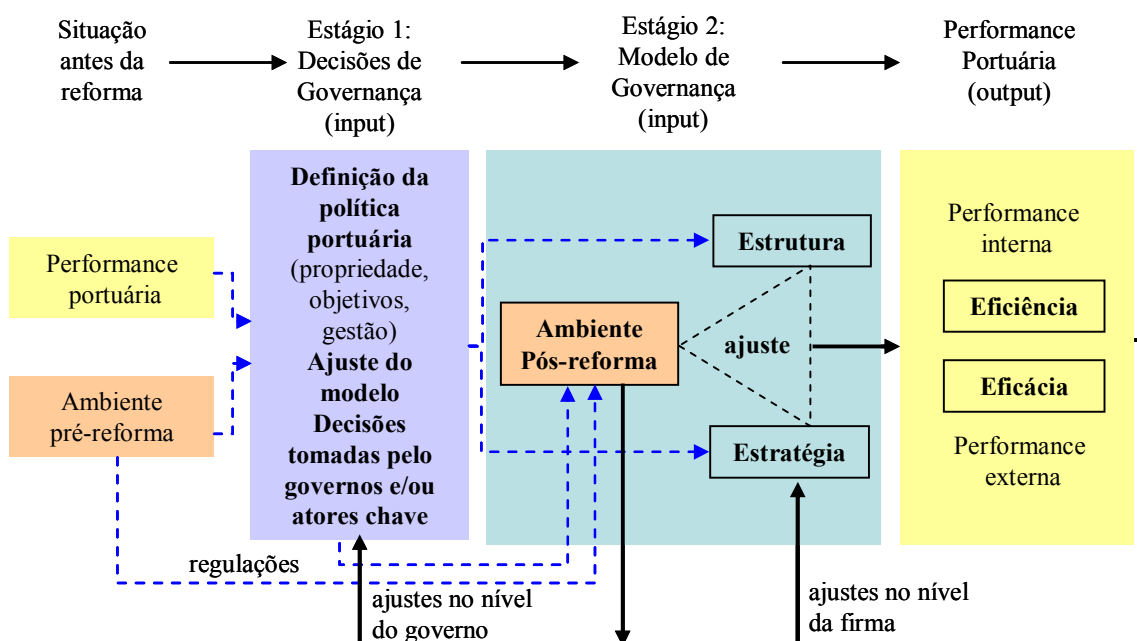 Situação
antes da
reforma
Estágio 1:
Decisões de
Governança
(input)
Estágio 2:
Modelo de
Governança
(input)
Performance
Portuária
(output)
Performance
portuária
Ambiente
pré-reforma
Definição da
política
portuária
(propriedade,
objetivos,
gestão)
Ajuste do
modelo
Decisões
tomadas pelo
governos e/ou
atores chave
Estrutura
Ambiente
Pós-reforma
ajuste
Estratégia
Performance
interna
Eficiência
Eficácia
Performance
externa
regulações
ajustes no nível
do governo
ajustes no nível
da firma